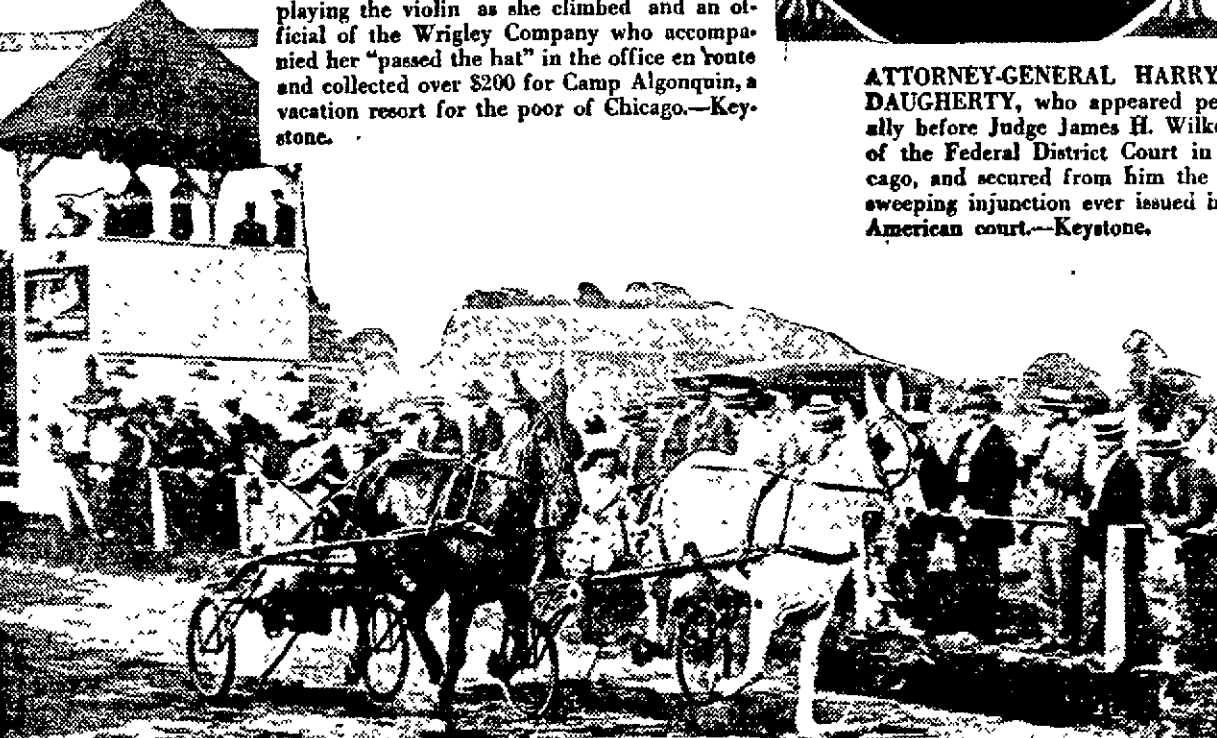 playing the violin as she climbed and an of-
ficial of the Wrigley Company who accompa-
nied her "passed the hat" in the office en route
and collected over $200 for Camp Algonquin, a
vacation resort for the poor of Chicago.—Key-
stone.
ATTORNEY-GENERAL HARRY
DAUGHERTY, who appeared pe
ally before Judge James H. Wilke
of the Federal District Court in
cago, and secured from him the
sweeping injunction ever issued i
American court.—Keystone.